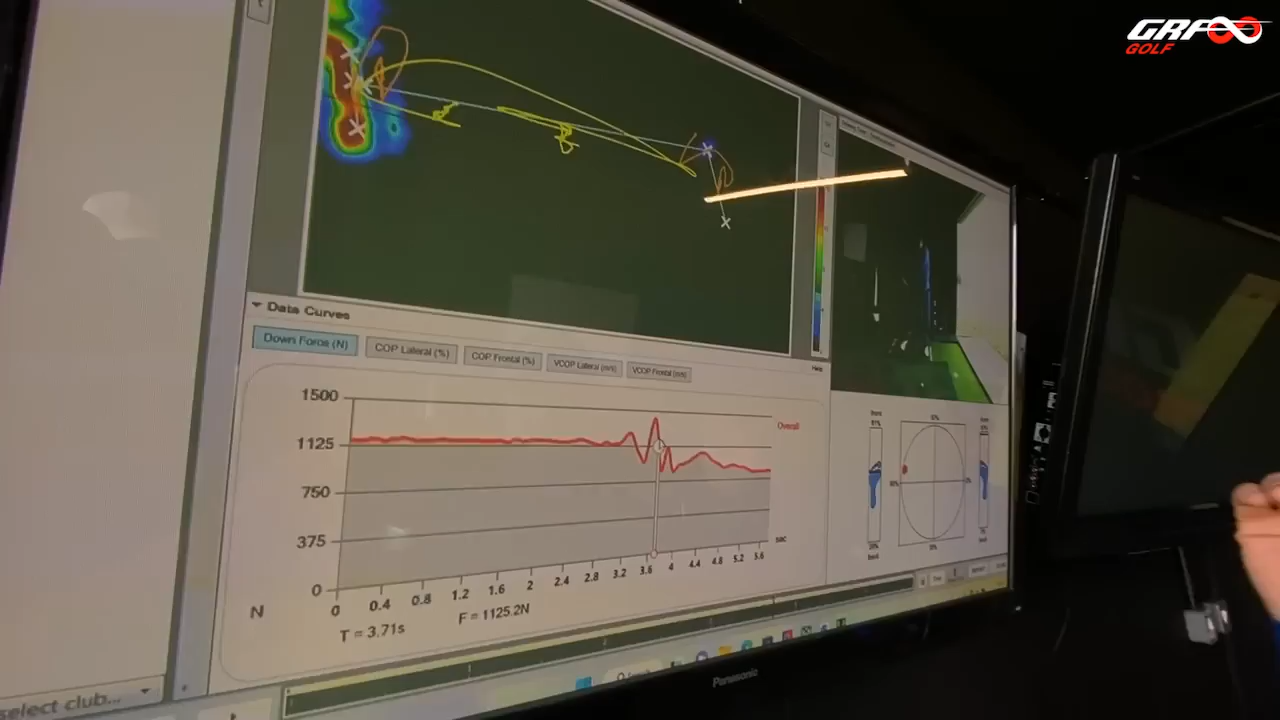 GRF
GOLF
Data Curves
Down Force (N)
COP Lateral (%)
COP Frontal (%)
VCOP Lateral (m/s)
VCOP Frontal (m/s)
1500
1125
750
375
0
Overall
sec
N
0 0.4 0.8 1.2 1.6 2 2.4 2.8 3.2 3.6 4 4.4 4.8 5.2 5.6
T = 3.71s
F = 1125.2N
select club...
Panasonic